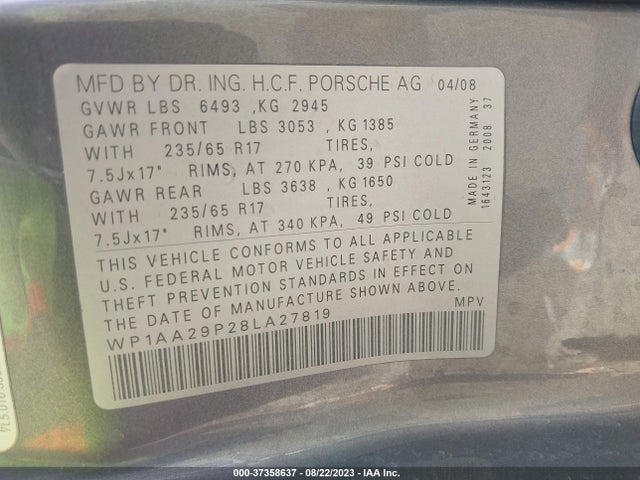 MFD BY DR. ING. H.C.F. PORSCHE AG 04/08
GVWR LBS 6493 , KG 2945
GAWR FRONT LBS 3053 , KG 1385
WITH 235/65 R17 TIRES,
7.5Jx17" RIMS, AT 270 KPA, 39 PSI COLD
GAWR REAR LBS 3638 , KG 1650
WITH 235/65 R17 TIRES,
7.5Jx17" RIMS, AT 340 KPA, 49 PSI COLD
THIS VEHICLE CONFORMS TO ALL APPLICABLE
U.S. FEDERAL MOTOR VEHICLE SAFETY AND
THEFT PREVENTION STANDARDS IN EFFECT ON
THE DATE OF MANUFACTURE SHOWN ABOVE.
WP1AA29P28LA27819 MPV
MADE IN GERMANY
1643123 2008 37
000-37358637 - 08/22/2023 - IAA Inc.